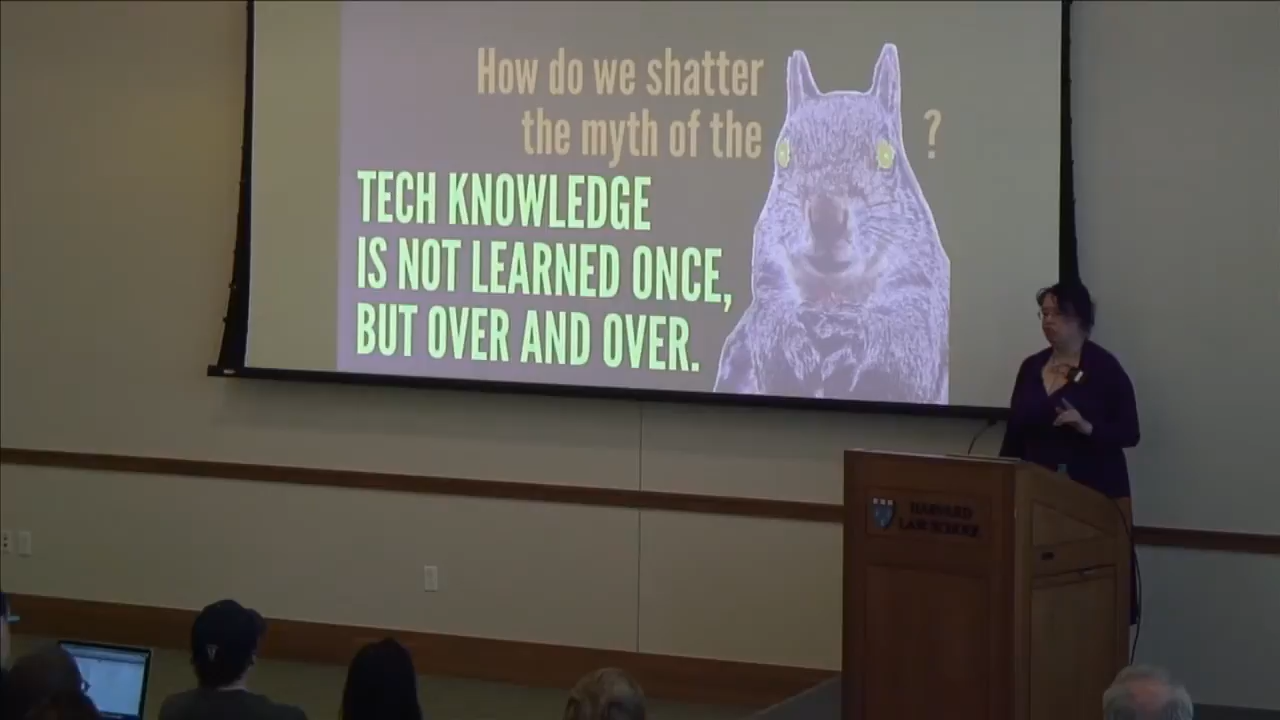 How do we shatter
the myth of the ?
TECH KNOWLEDGE
IS NOT LEARNED ONCE,
BUT OVER AND OVER.
HARVARD
LAW SCHOOL